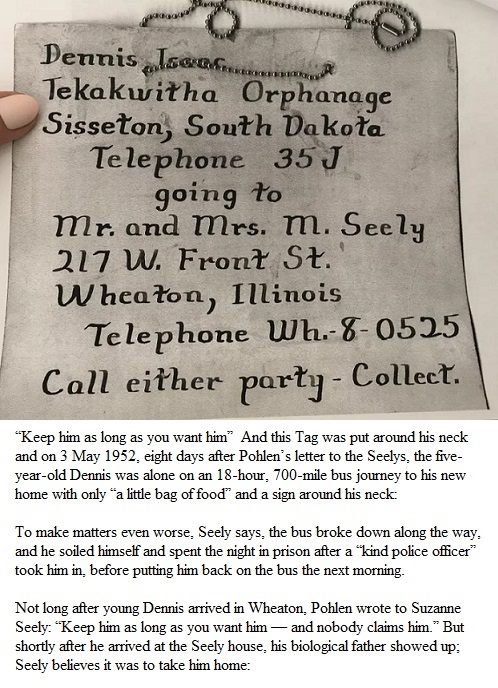 Dennis Isaac
Tekakwitha Orphanage
Sisseton, South Dakota
Telephone 35J
going to
Mr. and Mrs. M. Seely
217 W. Front St.
Wheaton, Illinois
Telephone Wh.-8-0525
Call either party - Collect.
“Keep him as long as you want him”  And this Tag was put around his neck
and on 3 May 1952, eight days after Pohlen’s letter to the Seelys, the five-
year-old Dennis was alone on an 18-hour, 700-mile bus journey to his new
home with only “a little bag of food” and a sign around his neck:
To make matters even worse, Seely says, the bus broke down along the way,
and he soiled himself and spent the night in prison after a “kind police officer”
took him in, before putting him back on the bus the next morning.
Not long after young Dennis arrived in Wheaton, Pohlen wrote to Suzanne
Seely: “Keep him as long as you want him — and nobody claims him.” But
shortly after he arrived at the Seely house, his biological father showed up;
Seely believes it was to take him home: